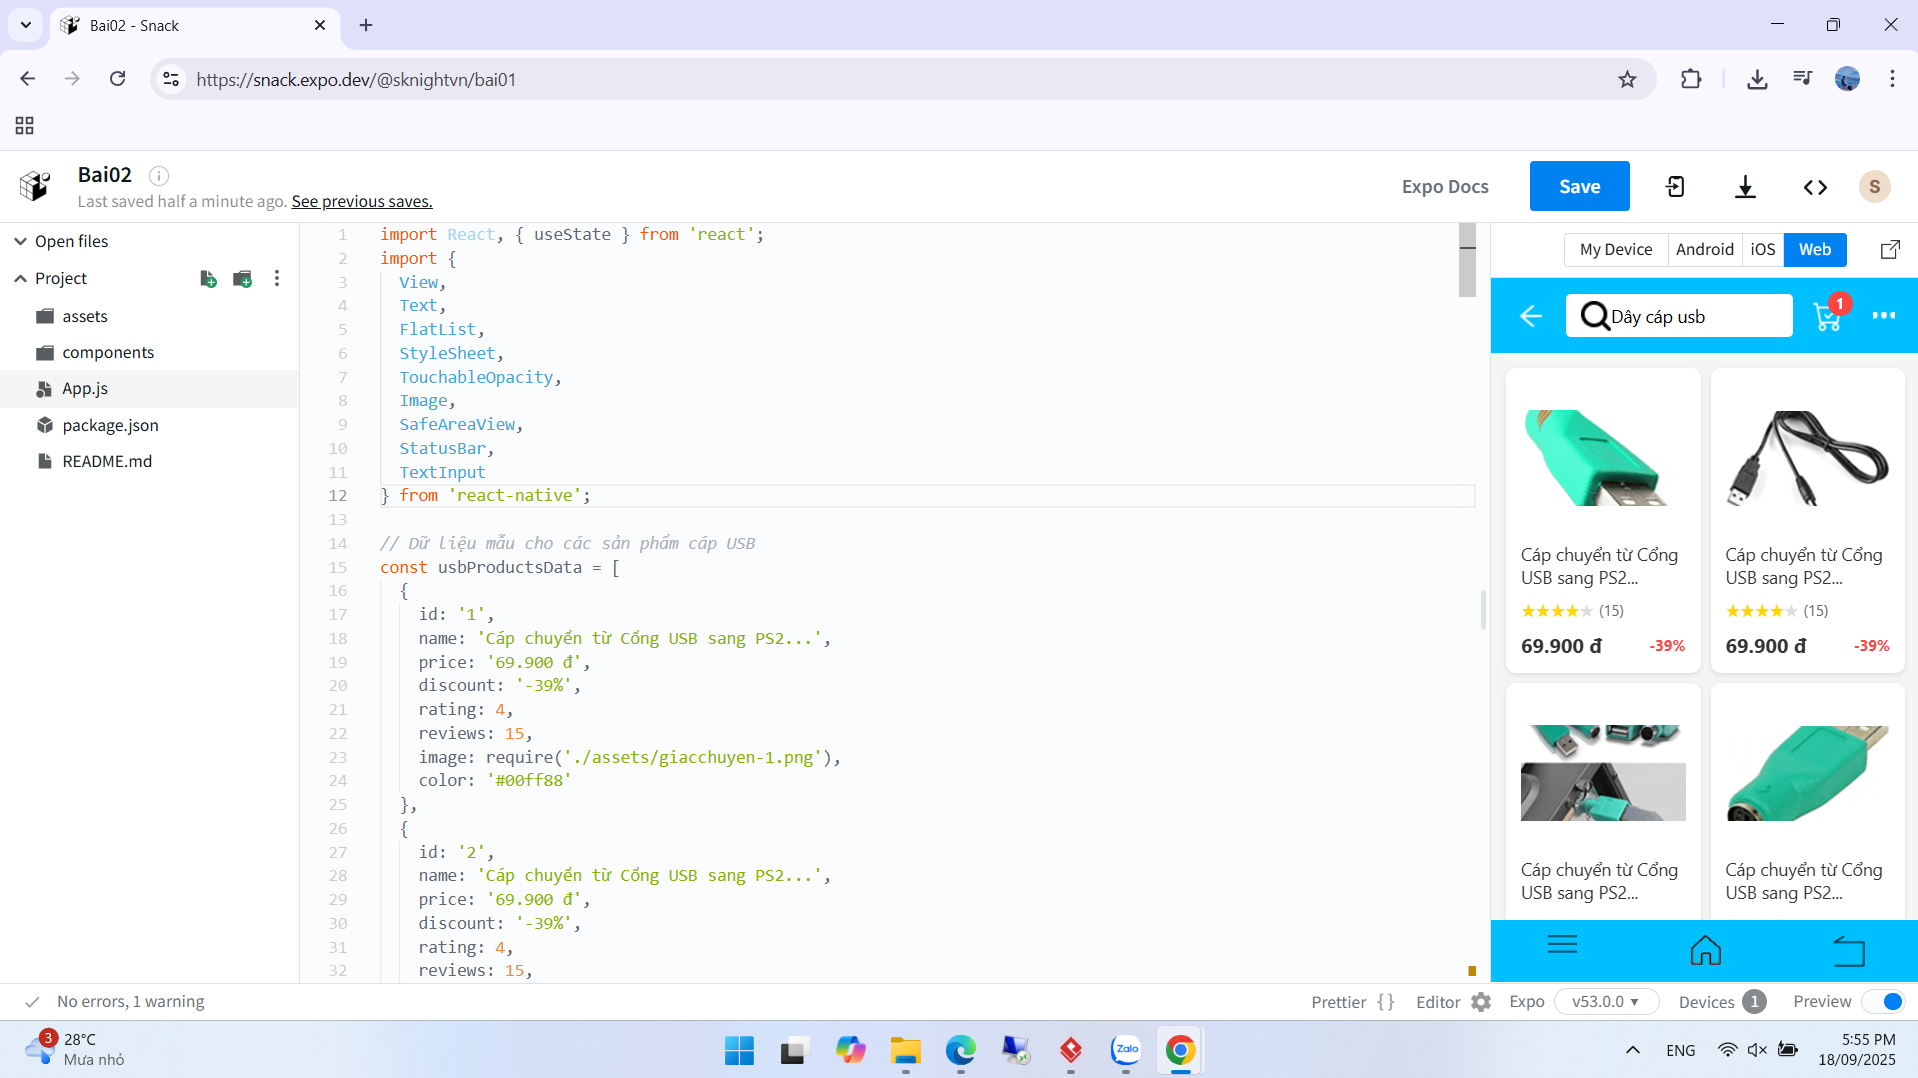 Bai02 - Snack
https://snack.expo.dev/@sknightvn/bai01
Bai02
Last saved half a minute ago. See previous saves.
Expo Docs
Save
S
Open files
Project
assets
components
App.js
package.json
README.md
1 import React, { useState } from 'react';
2 import {
3 View,
4 Text,
5 FlatList,
6 StyleSheet,
7 TouchableOpacity,
8 Image,
9 SafeAreaView,
10 StatusBar,
11 TextInput
12 } from 'react-native';
13
14 // Dữ liệu mẫu cho các sản phẩm cáp USB
15 const usbProductsData = [
16 {
17 id: '1',
18 name: 'Cáp chuyển từ Cổng USB sang PS2...',
19 price: '69.900 đ',
20 discount: '-39%',
21 rating: 4,
22 reviews: 15,
23 image: require('./assets/giacchuyen-1.png'),
24 color: '#00ff88'
25 },
26 {
27 id: '2',
28 name: 'Cáp chuyển từ Cổng USB sang PS2...',
29 price: '69.900 đ',
30 discount: '-39%',
31 rating: 4,
32 reviews: 15,
My Device Android iOS Web
Dây cáp usb
1
Cáp chuyển từ Cổng
USB sang PS2...
★★★★★ (15)
69.900 đ -39%
Cáp chuyển từ Cổng
USB sang PS2...
★★★★★ (15)
69.900 đ -39%
Cáp chuyển từ Cổng
USB sang PS2...
Cáp chuyển từ Cổng
USB sang PS2...
No errors, 1 warning
Prettier {} Editor Expo v53.0.0 Devices 1 Preview
3
28°C
Mưa nhỏ
Zalo
ENG
5:55 PM
18/09/2025